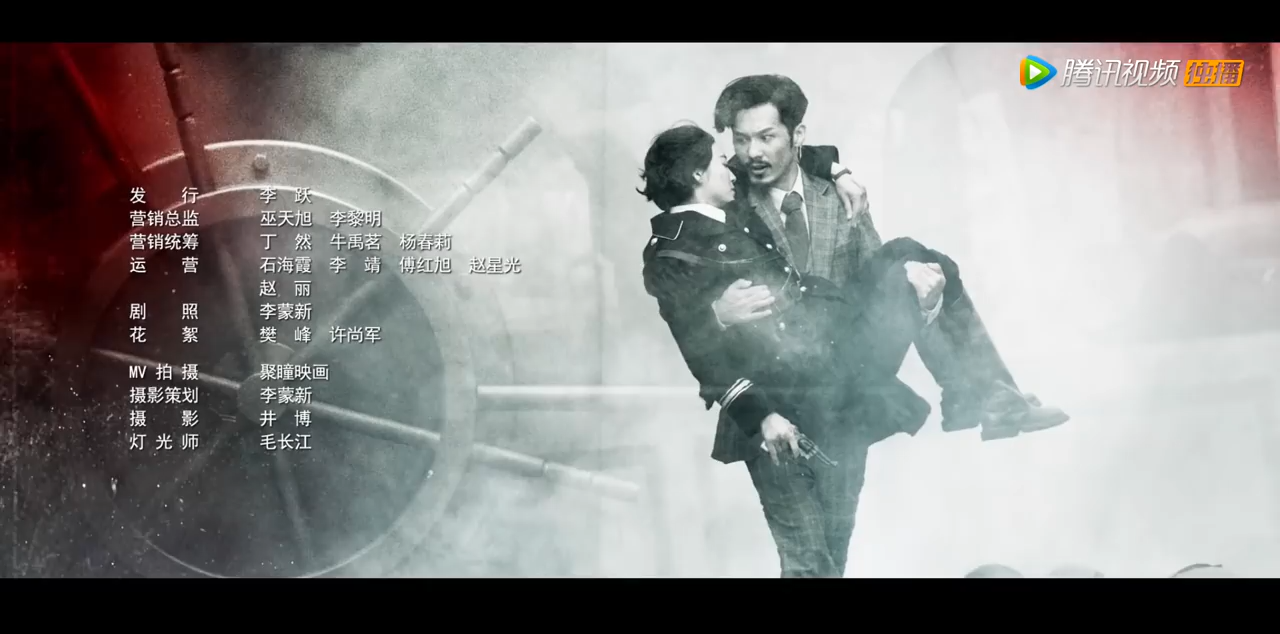 腾讯视频 独播
发 行 李 跃
营销总监 巫天旭 李黎明
营销统筹 丁 然 牛禹茗 杨春莉
运 营 石海霞 李 靖 傅红旭 赵星光
赵 丽
剧 照 李蒙新
花 絮 樊 峰 许尚军
MV 拍 摄 聚瞳映画
摄影策划 李蒙新
摄 影 井 博
灯 光 师 毛长江